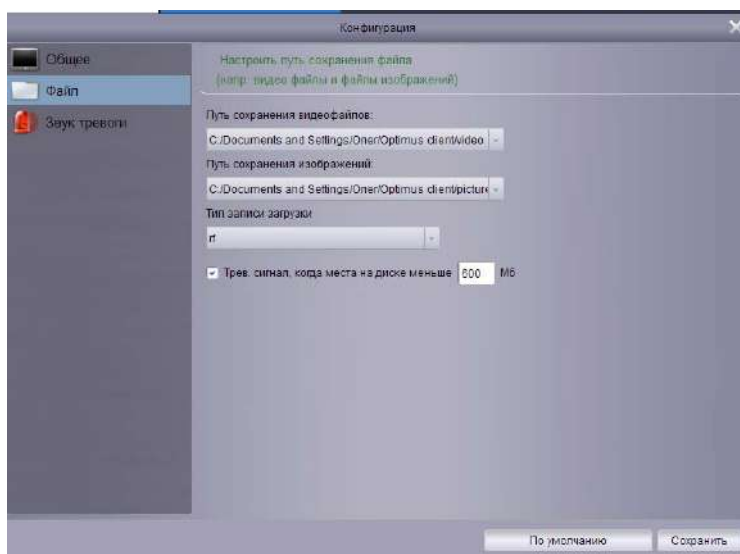 Конфигурация
Общее
Файл
Звук тревоги
Настроить путь сохранения файла
(напр. видео файлы и файлы изображений)
Путь сохранения видеофайлов:
C:/Documents and Settings/Oner/Optimus client/video
Путь сохранения изображений:
C:/Documents and Settings/Oner/Optimus client/picture
Тип записи загрузки
rf
Трев. сигнал, когда места на диске меньше 600 Мб
По умолчанию Сохранить